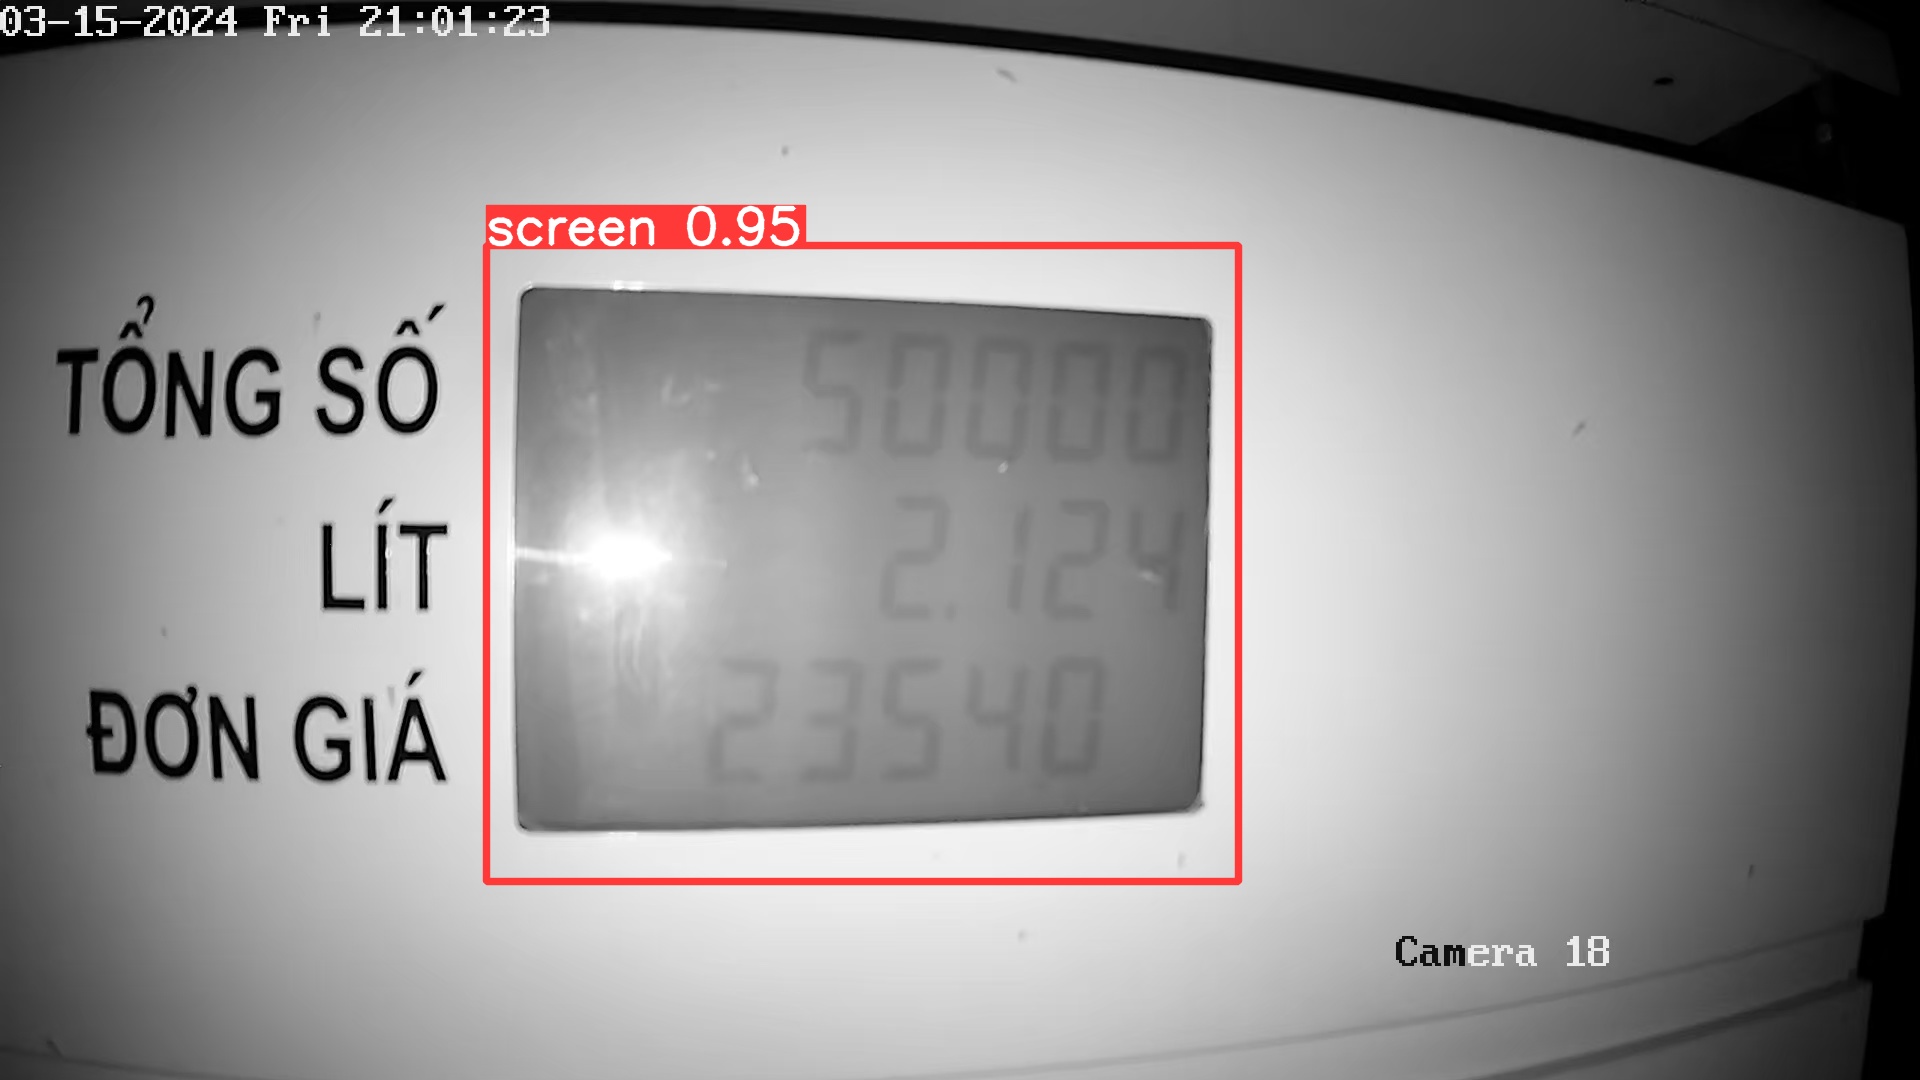 03-15-2024 Fri 21:01:23
screen 0.95
TỔNG SỐ 50000
LÍT 2.124
ĐƠN GIÁ 23540
Camera 18